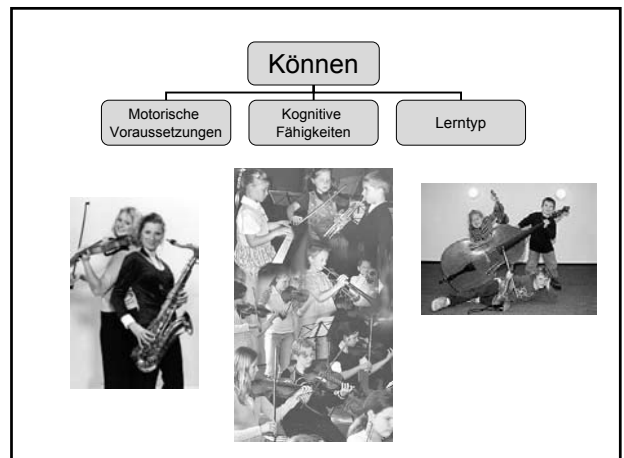 Können
Motorische
Voraussetzungen
Kognitive
Fähigkeiten
Lerntyp